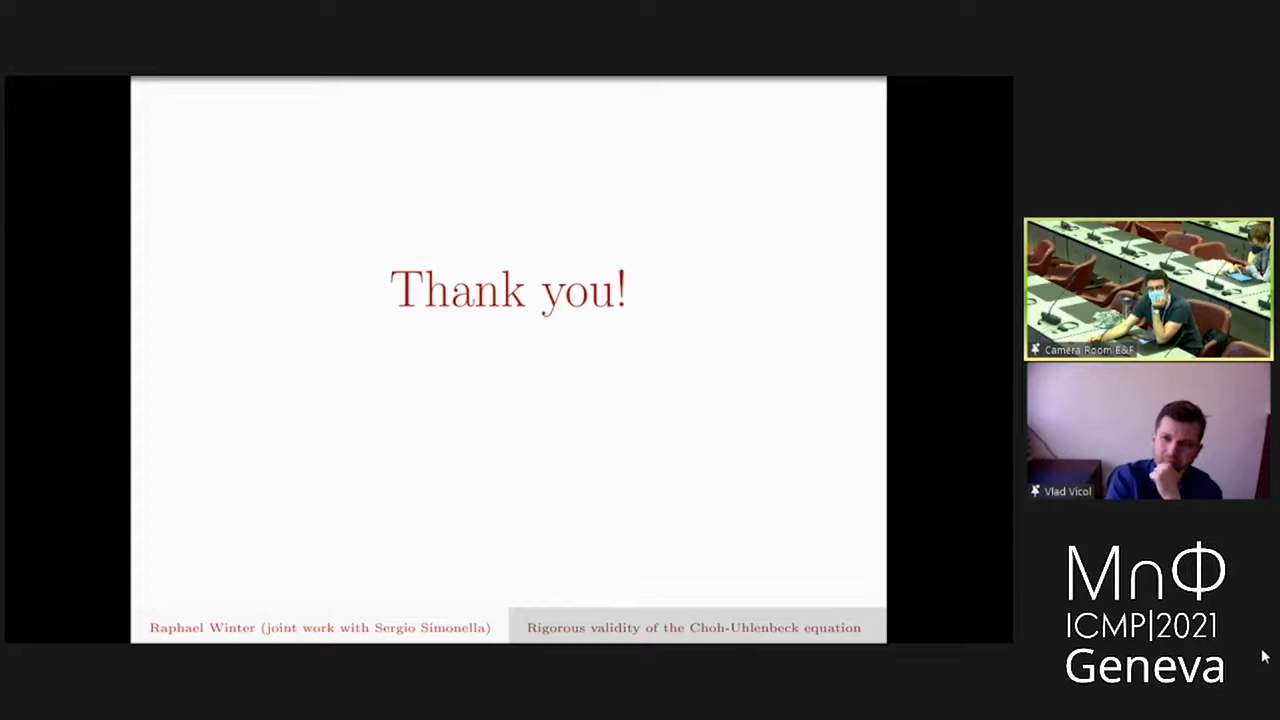 Thank you!
Raphael Winter (joint work with Sergio Simonella)
Rigorous validity of the Choh-Uhlenbeck equation
Camera Room E&F
Vlad Vicol
M∩Φ
ICMP|2021
Geneva